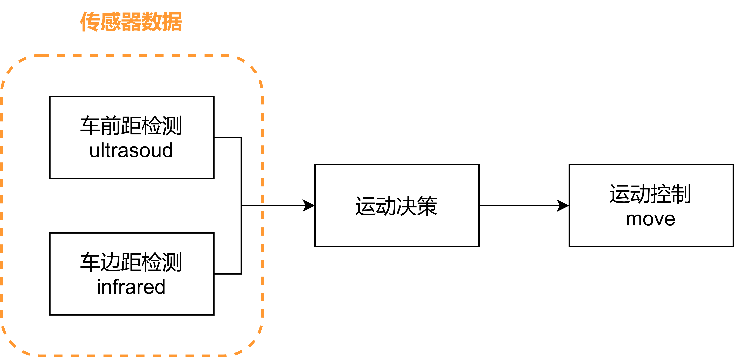 传感器数据
车前距检测
ultrasoud
车边距检测
infrared
运动决策
运动控制
move